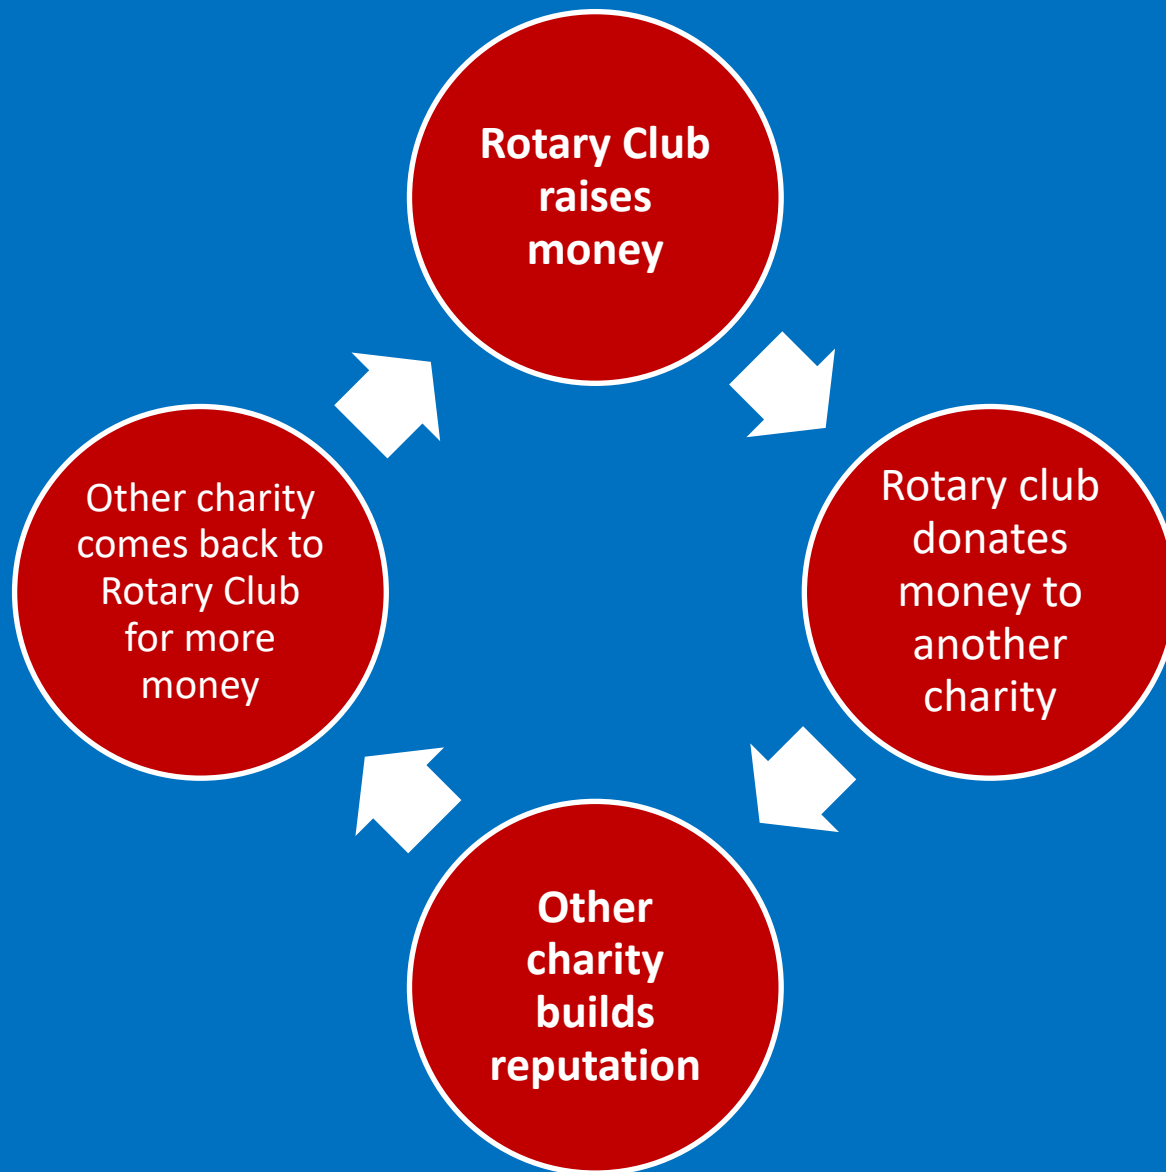 Rotary Club
raises
money
Rotary club
donates
money to
another
charity
Other
charity
builds
reputation
Other charity
comes back to
Rotary Club
for more
money